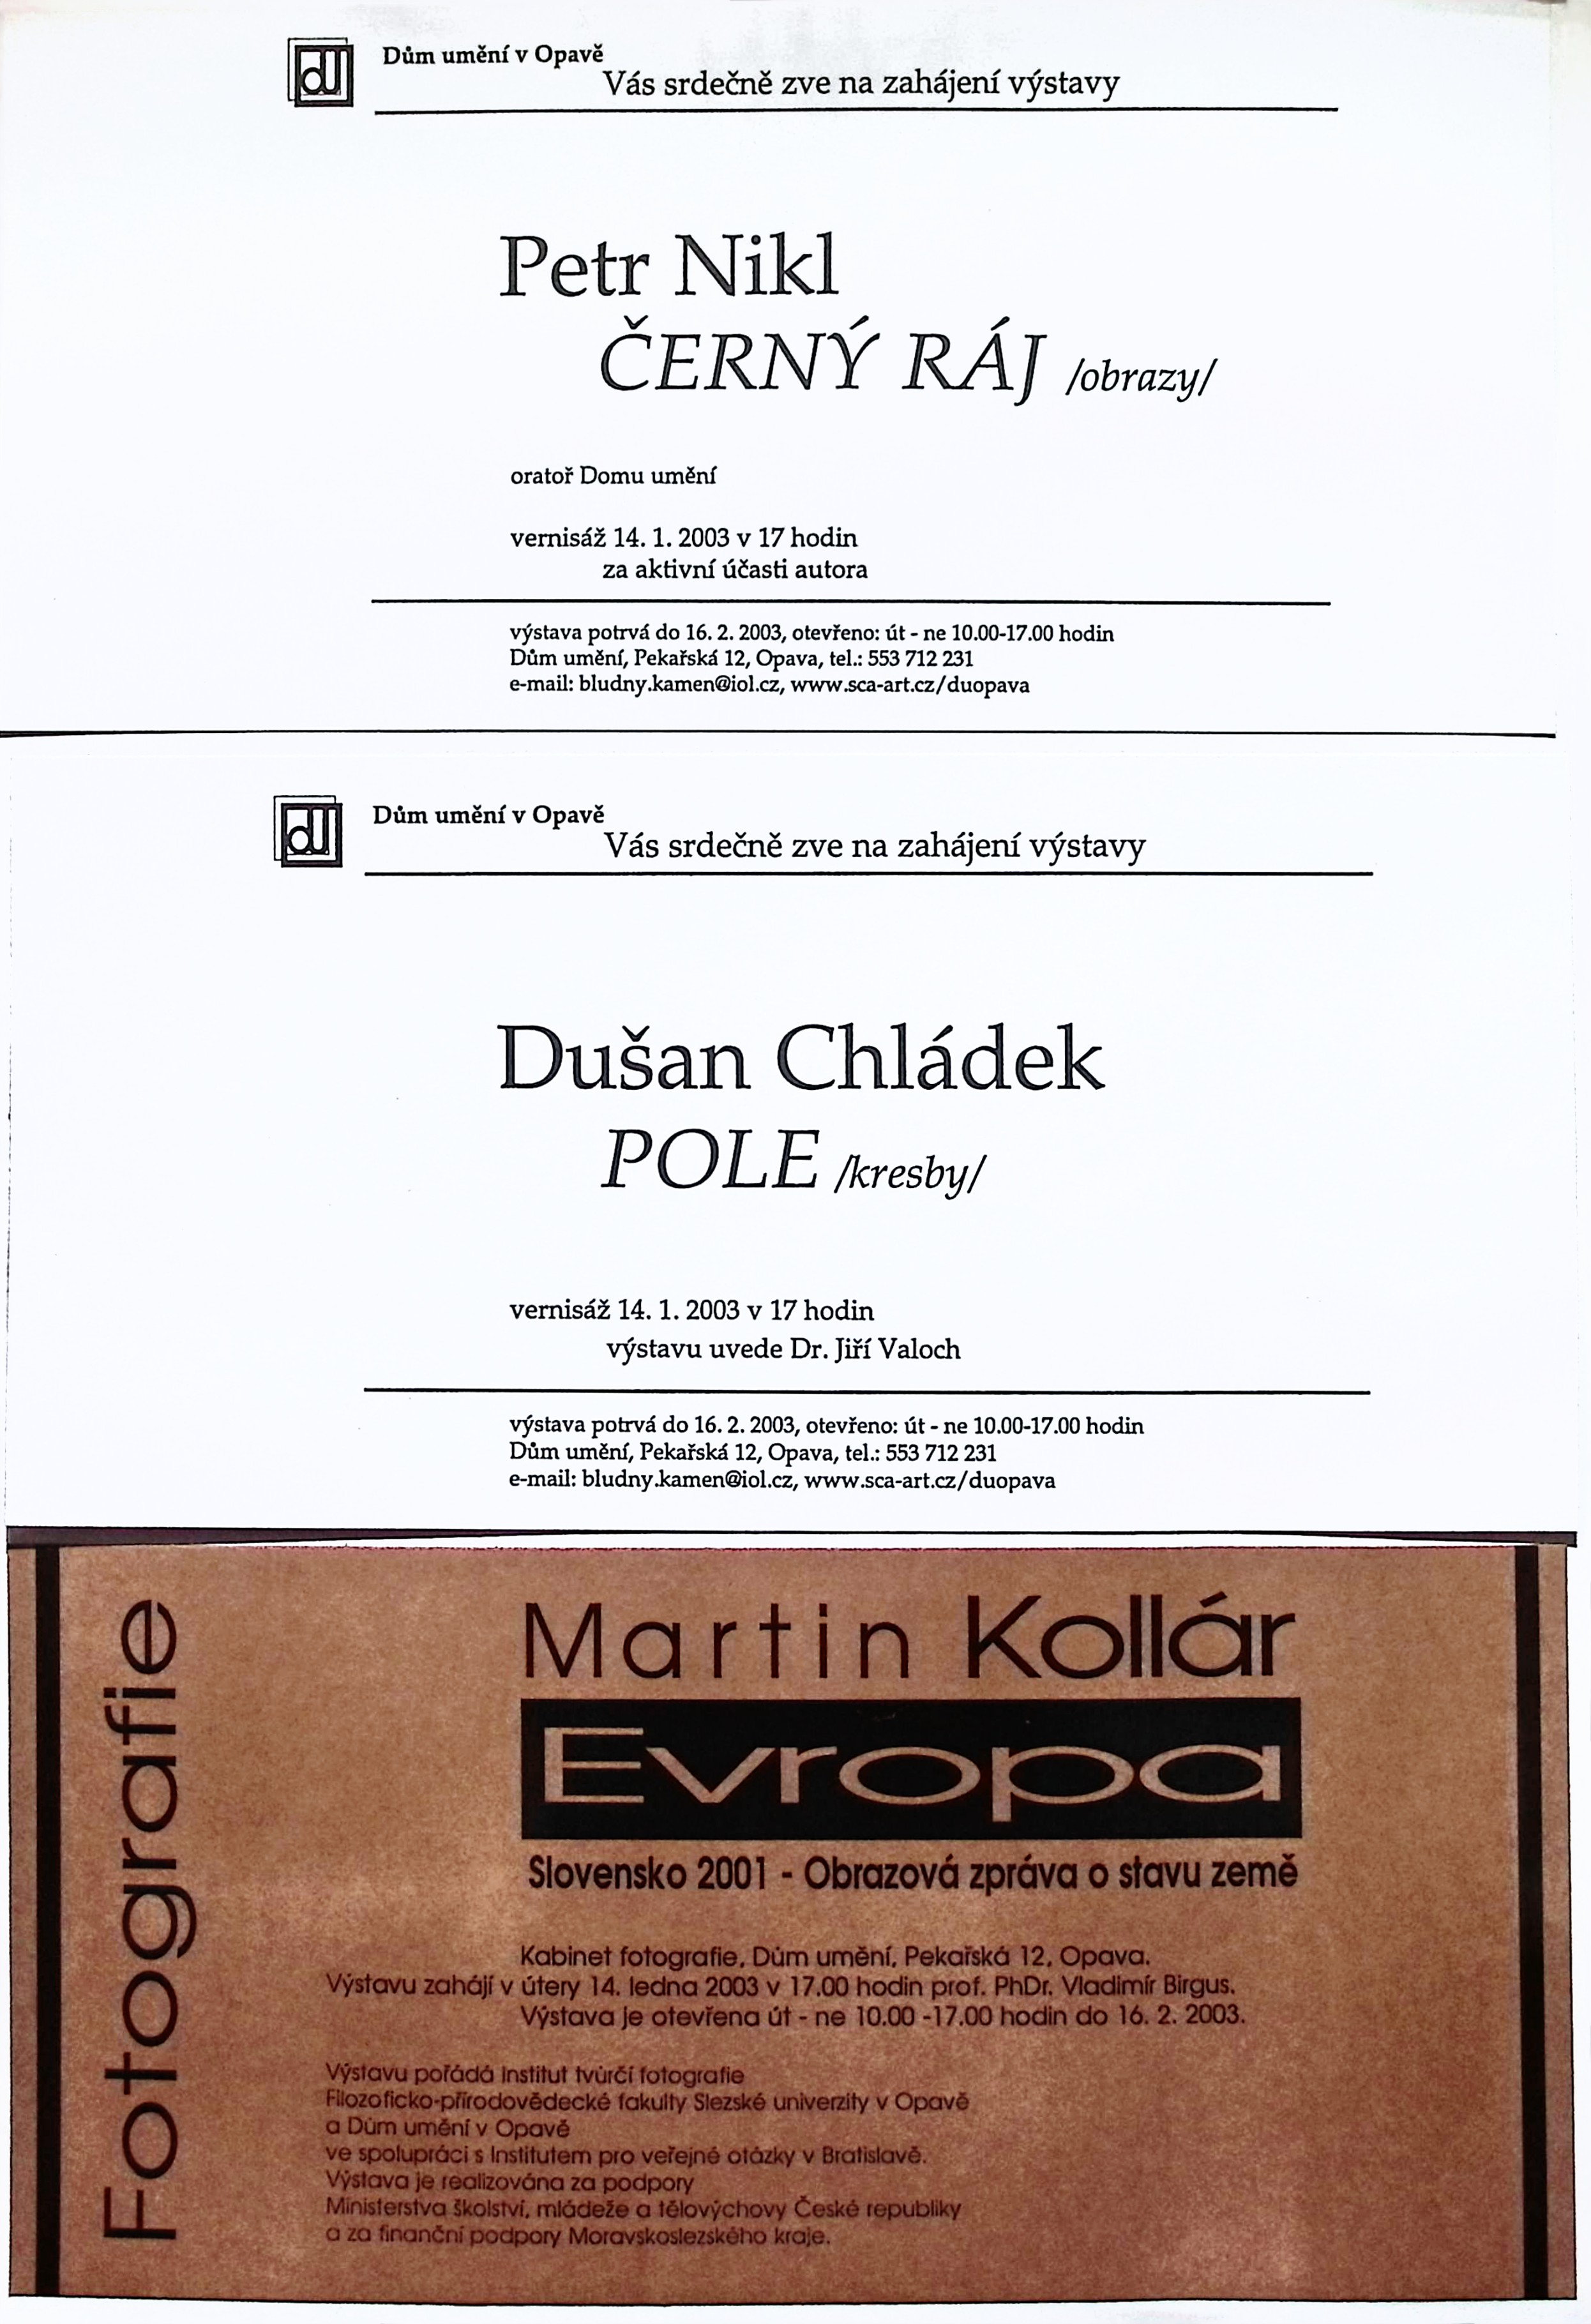 Dům umění v Opavě
Vás srdečně zve na zahájení výstavy
Petr Nikl
ČERNÝ RÁJ /obrazy/
oratoř Domu umění
vernisáž 14. 1. 2003 v 17 hodin
za aktivní účasti autora
výstava potrvá do 16. 2. 2003, otevřeno: út - ne 10.00-17.00 hodin
Dům umění, Pekařská 12, Opava, tel.: 553 712 231
e-mail: bludny.kamen@iol.cz, www.sca-art.cz/duopava
Dům umění v Opavě
Vás srdečně zve na zahájení výstavy
Dušan Chládek
POLE /kresby/
vernisáž 14. 1. 2003 v 17 hodin
výstavu uvede Dr. Jiří Valoch
výstava potrvá do 16. 2. 2003, otevřeno: út - ne 10.00-17.00 hodin
Dům umění, Pekařská 12, Opava, tel.: 553 712 231
e-mail: bludny.kamen@iol.cz, www.sca-art.cz/duopava
Fotografie
Martin Kollár
Evropa
Slovensko 2001 - Obrazová zpráva o stavu země
Kabinet fotografie, Dům umění, Pekařská 12, Opava.
Výstavu zahájí v útery 14. ledna 2003 v 17.00 hodin prof. PhDr. Vladimír Birgus.
Výstava je otevřena út - ne 10.00 -17.00 hodin do 16. 2. 2003.
Výstavu pořádá Institut tvůrčí fotografie
Filozoficko-přírodovědecké fakulty Slezské univerzity v Opavě
a Dům umění v Opavě
ve spolupráci s Institutem pro veřejné otázky v Bratislavě.
Výstava je realizována za podpory
Ministerstva školství, mládeže a tělovýchovy České republiky
a za finanční podpory Moravskoslezského kraje.